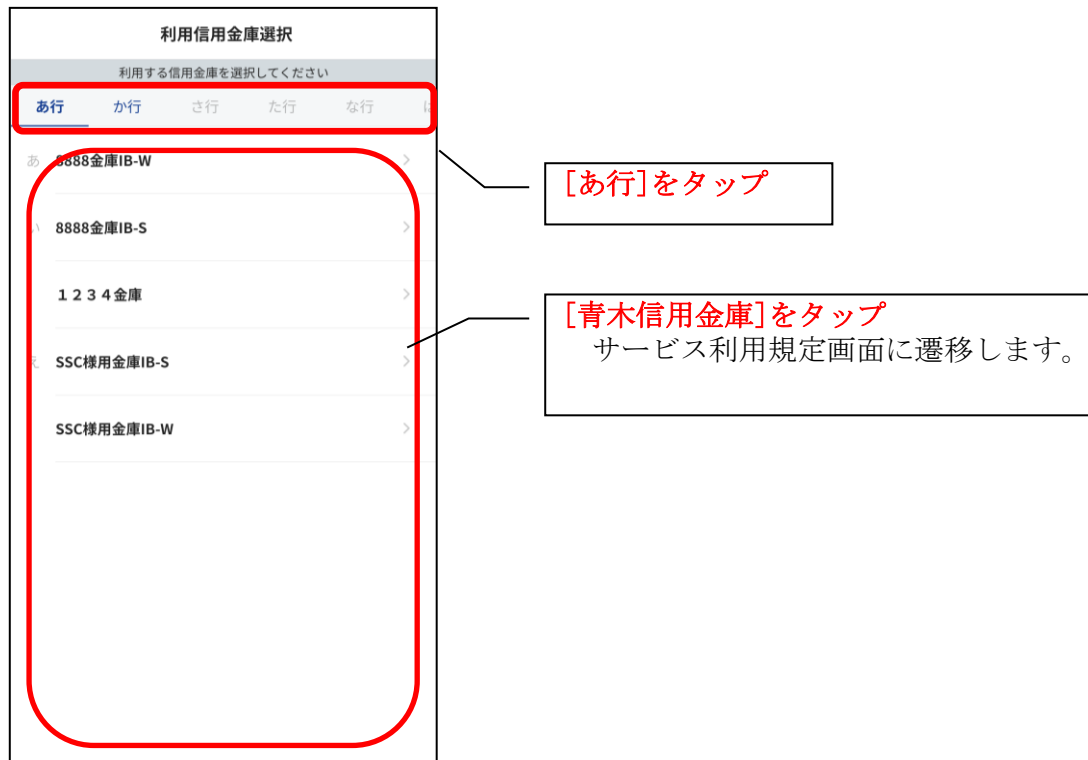 利用信用金庫選択
利用する信用金庫を選択してください
あ行 か行 さ行 た行 な行
あ 8888金庫IB-W
い 8888金庫IB-S
１２３４金庫
え SSC様用金庫IB-S
SSC様用金庫IB-W
[あ行]をタップ
[青木信用金庫]をタップ
サービス利用規定画面に遷移します。